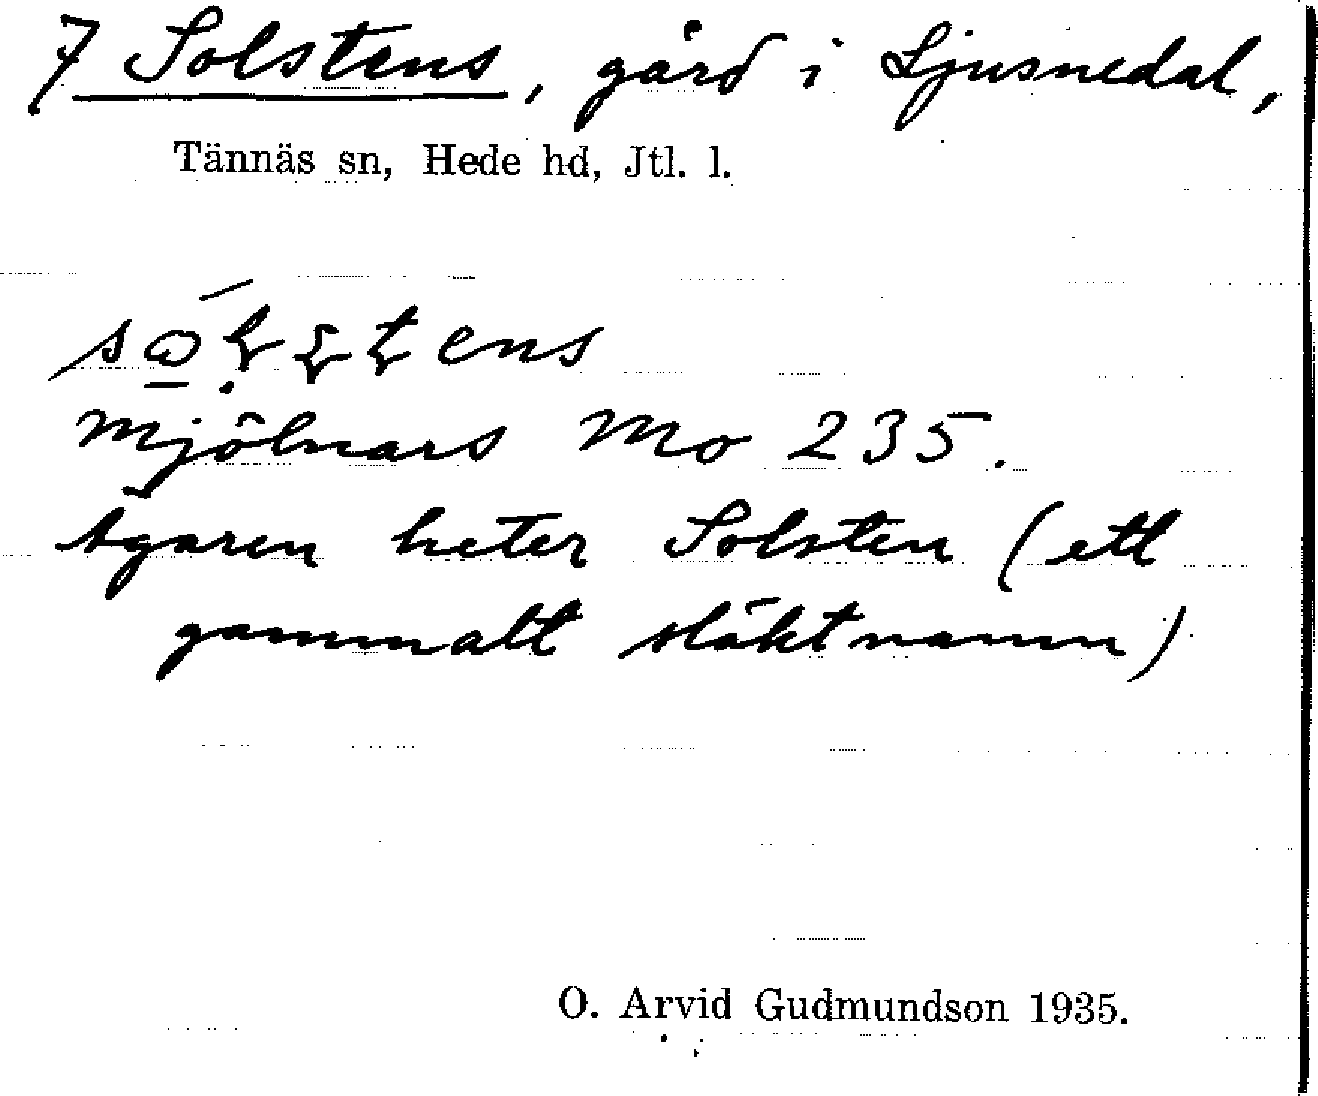 7 Solstens, gård i Ljusnedal,
Tännäs sn, Hede hd, Jtl. l.
Mjölnars Mo 235.
Ägaren heter Solsten (ett
gammalt släktnamn)
O. Arvid Gudmundson 1935.